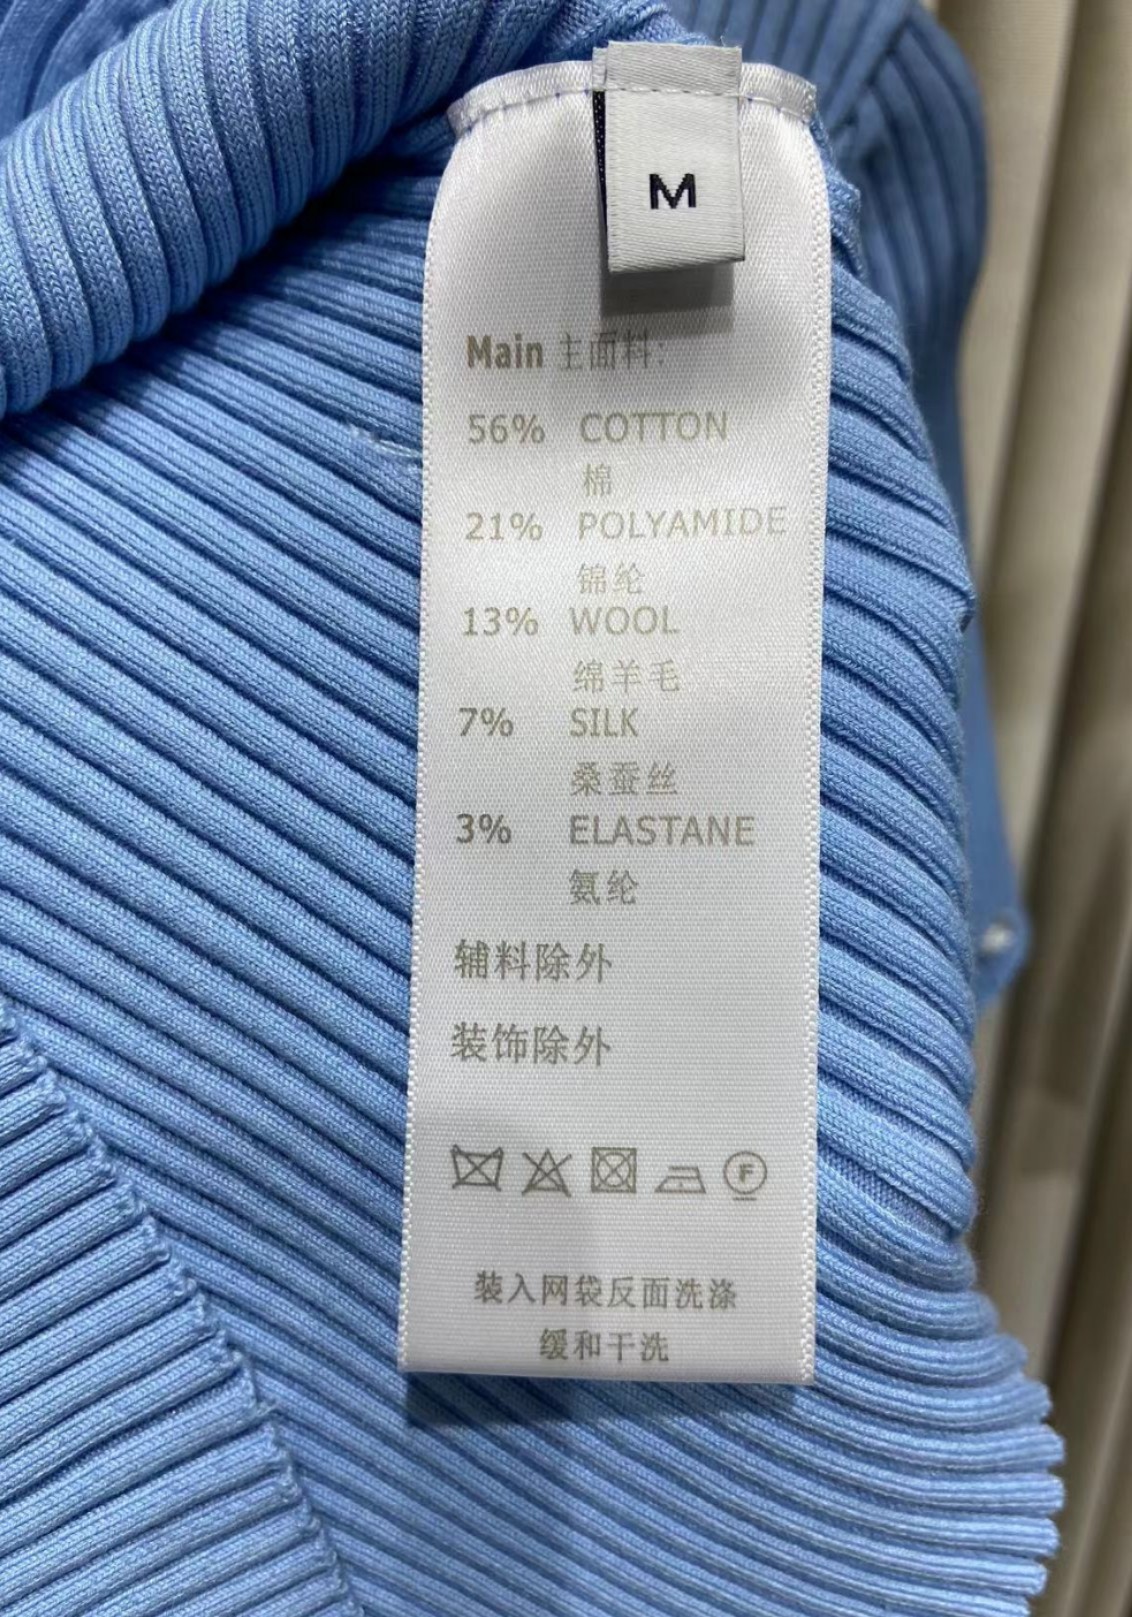 M
Main 主面料:
56% COTTON
棉
21% POLYAMIDE
锦纶
13% WOOL
绵羊毛
7% SILK
桑蚕丝
3% ELASTANE
氨纶
辅料除外
装饰除外
F
装入网袋反面洗涤
缓和干洗